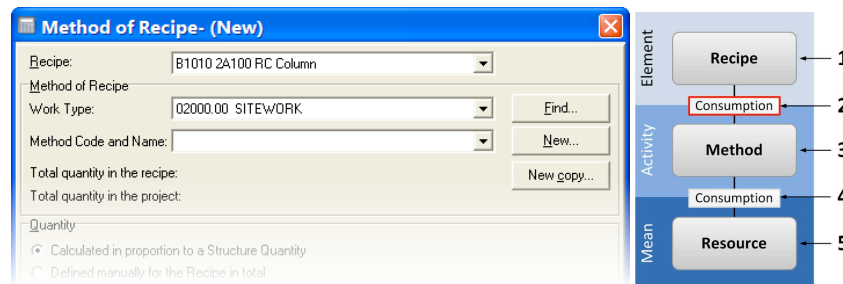 Method of Recipe- (New)
Recipe:
B1010 2A100 RC Column
Method of Recipe
Work Type:
02000.00 SITEWORK
Find...
Method Code and Name:
New...
Total quantity in the recipe:
New copy...
Total quantity in the project:
Quantity
Calculated in proportion to a Structure Quantity
Defined manually for the Recipe in total
Element
Recipe
1
Consumption
2
Activity
Method
3
Consumption
4
Mean
Resource
5